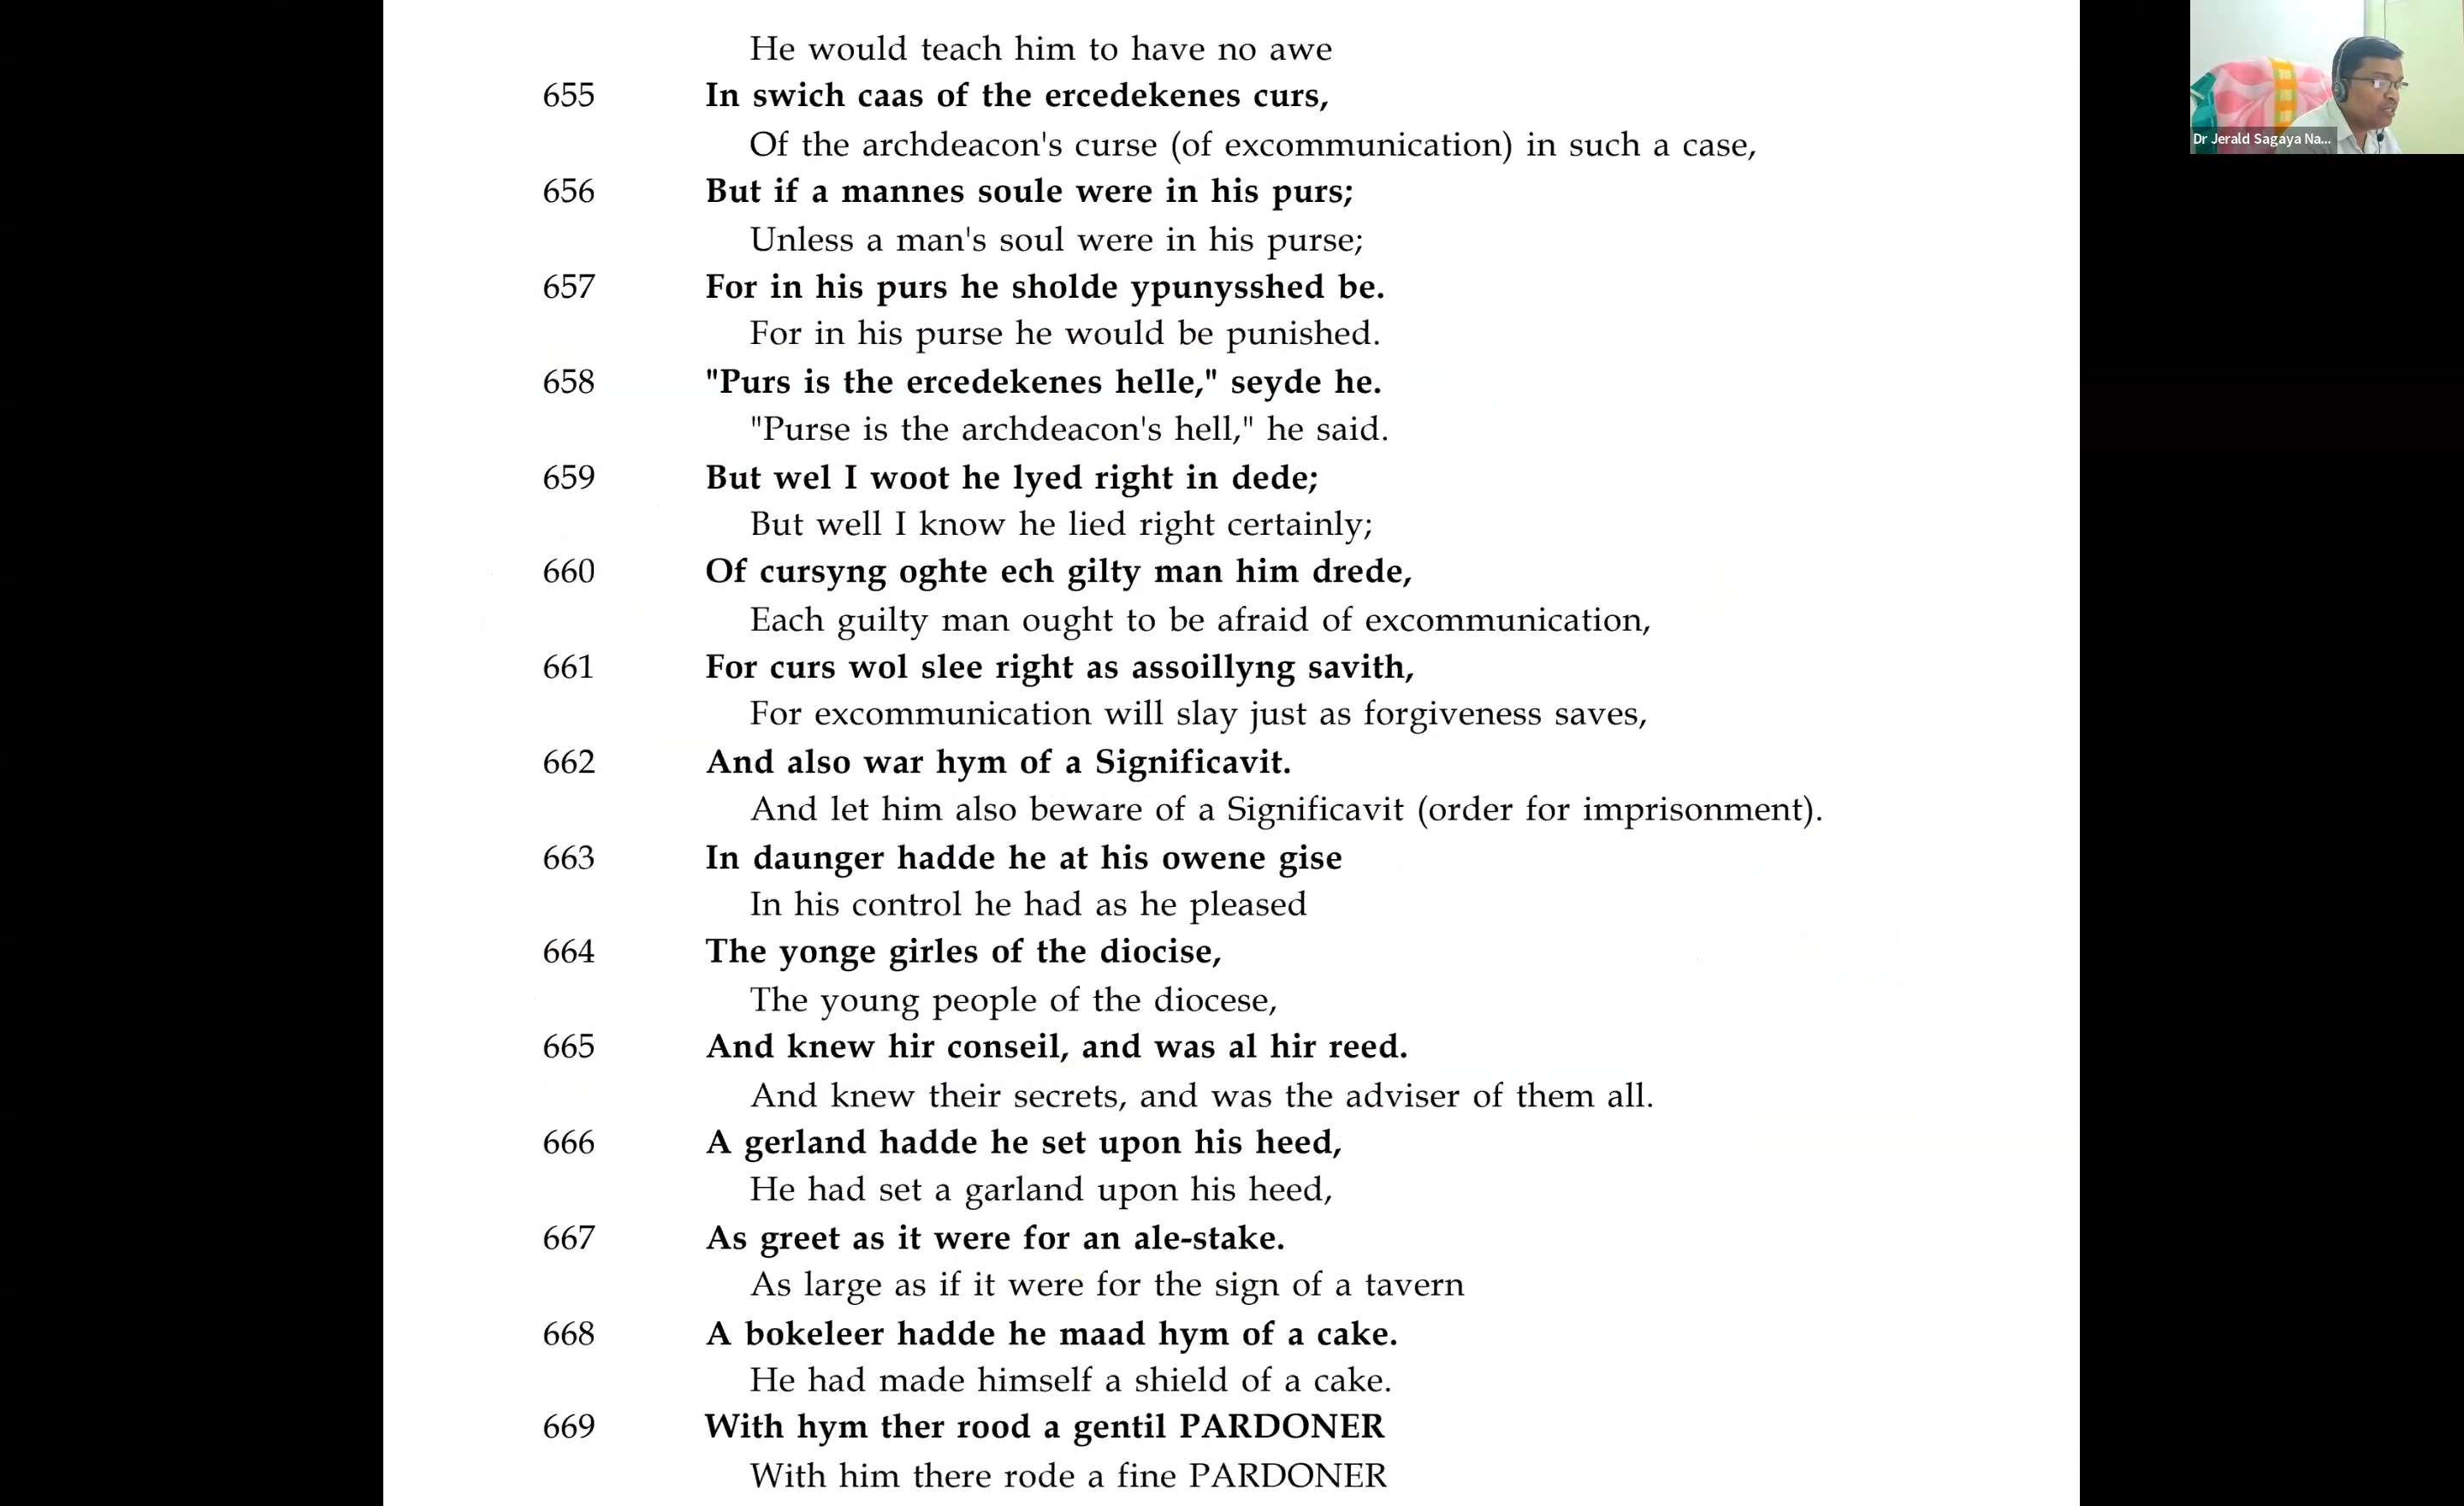 He would teach him to have no awe
655 In swich caas of the ercedekenes curs,
Of the archdeacon's curse (of excommunication) in such a case,
656 But if a mannes soule were in his purs;
Unless a man's soul were in his purse;
657 For in his purs he sholde ypunysshed be.
For in his purse he would be punished.
658 "Purs is the ercedekenes helle," seyde he.
"Purse is the archdeacon's hell," he said.
659 But wel I woot he lyed right in dede;
But well I know he lied right certainly;
660 Of cursyng oghte ech gilty man him drede,
Each guilty man ought to be afraid of excommunication,
661 For curs wol slee right as assoillyng savith,
For excommunication will slay just as forgiveness saves,
662 And also war hym of a Significavit.
And let him also beware of a Significavit (order for imprisonment).
663 In daunger hadde he at his owene gise
In his control he had as he pleased
664 The yonge girles of the diocise,
The young people of the diocese,
665 And knew hir conseil, and was al hir reed.
And knew their secrets, and was the adviser of them all.
666 A gerland hadde he set upon his heed,
He had set a garland upon his heed,
667 As greet as it were for an ale-stake.
As large as if it were for the sign of a tavern
668 A bokeleer hadde he maad hym of a cake.
He had made himself a shield of a cake.
669 With hym ther rood a gentil PARDONER
With him there rode a fine PARDONER
Dr Jerald Sagaya Na...